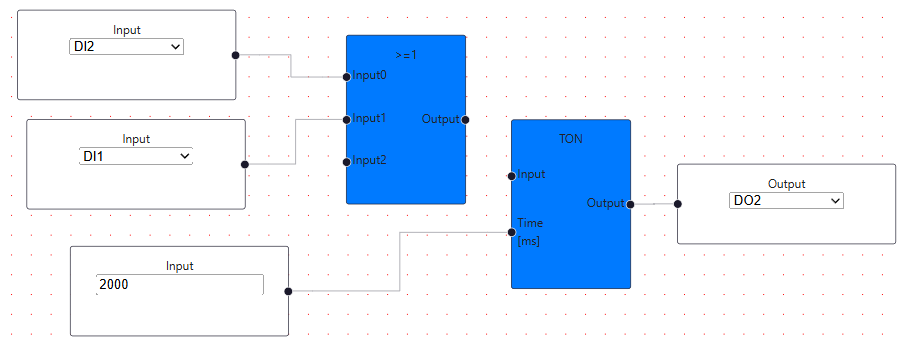 Input
DI2
>=1
Input0
Input1
Output
Input2
Input
DI1
TON
Input
Output
Time
[ms]
Output
DO2
Input
2000